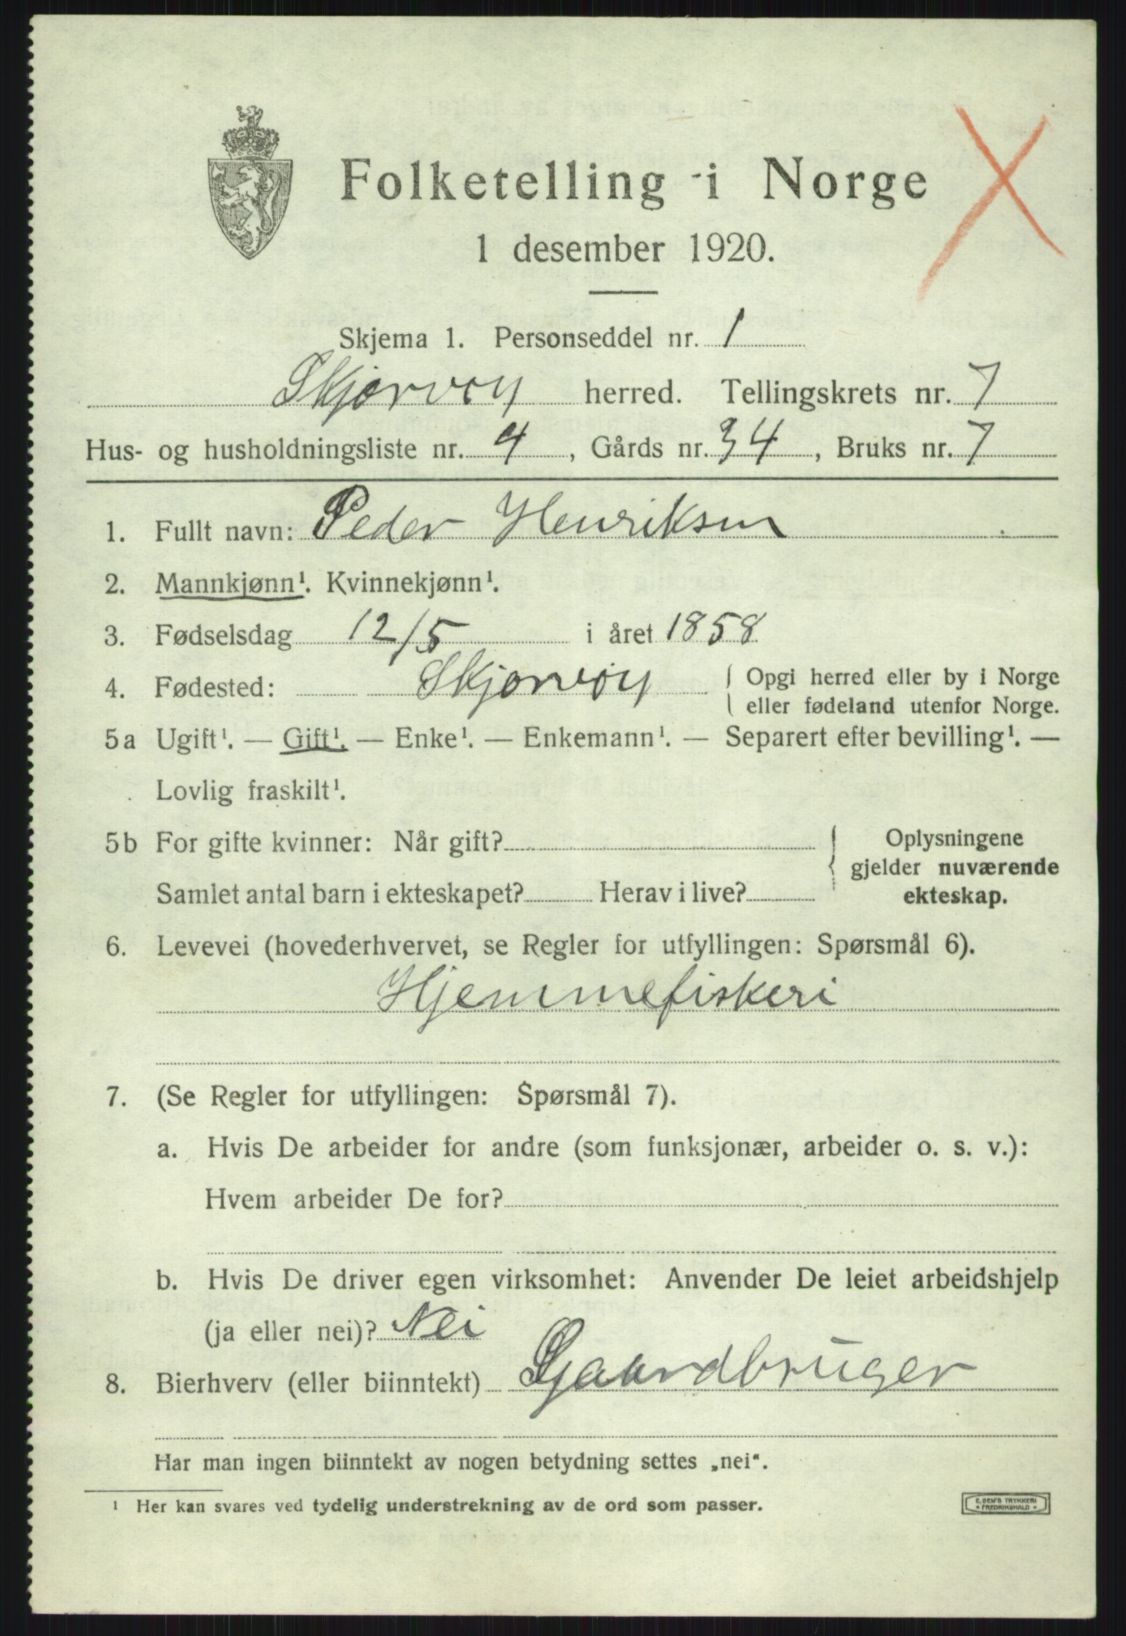 Folketelling i Norge
1 desember 1920.
Skjema 1. Personseddel nr. 1
Skjervøy herred. Tellingskrets nr. 7
Hus- og husholdningsliste nr. 9, Gårds nr. 34, Bruks nr. 7
1. Fullt navn: Peder Henriksen
2. Mannkjønn¹. Kvinnekjønn¹.
3. Fødselsdag 12/5 i året 1858
4. Fødested: Skjervøy { Opgi herred eller by i Norge
eller fødeland utenfor Norge.
5a Ugift¹. — Gift¹. — Enke¹. — Enkemann¹. — Separert efter bevilling¹. —
Lovlig fraskilt¹.
5b For gifte kvinner: Når gift? } Oplysningene
gjelder nuværende
Samlet antal barn i ekteskapet? Herav i live? ekteskap.
6. Levevei (hovederhvervet, se Regler for utfyllingen: Spørsmål 6).
Hjemmefiskeri
7. (Se Regler for utfyllingen: Spørsmål 7).
a. Hvis De arbeider for andre (som funksjonær, arbeider o. s. v.):
Hvem arbeider De for?
b. Hvis De driver egen virksomhet: Anvender De leiet arbeidshjelp
(ja eller nei)? Nei
8. Bierhverv (eller biinntekt) Gaardbruger
Har man ingen biinntekt av nogen betydning settes „nei“.
¹ Her kan svares ved tydelig understrekning av de ord som passer.
E. SEM'S TRYKKERI
FREDRIKSHALD